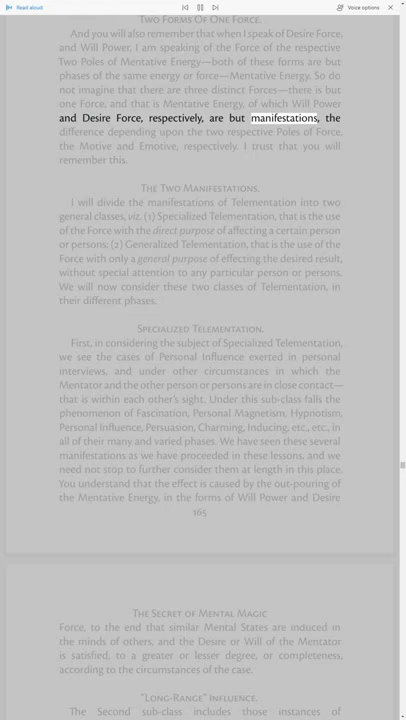 Read aloud
Voice options
Two Forms Of One Force.
And you will also remember that when I speak of Desire Force,
and Will Power, I am speaking of the Force of the respective
Two Poles of Mentative Energy—both of these forms are but
phases of the same energy or force—Mentative Energy. So do
not imagine that there are three distinct Forces—there is but
one Force, and that is Mentative Energy, of which Will Power
and Desire Force, respectively, are but manifestations, the
difference depending upon the two respective Poles of Force,
the Motive and Emotive, respectively. I trust that you will
remember this.
The Two Manifestations.
I will divide the manifestations of Telementation into two
general classes, viz. (1) Specialized Telementation, that is the use
of the Force with the direct purpose of affecting a certain person
or persons; (2) Generalized Telementation, that is the use of the
Force with only a general purpose of effecting the desired result,
without special attention to any particular person or persons.
We will now consider these two classes of Telementation, in
their different phases.
Specialized Telementation.
First, in considering the subject of Specialized Telementation,
we see the cases of Personal Influence exerted in personal
interviews, and under other circumstances in which the
Mentator and the other person or persons are in close contact—
that is within each other's sight. Under this sub-class falls the
phenomenon of Fascination, Personal Magnetism, Hypnotism,
Personal Influence, Persuasion, Charming, Inducing, etc., etc., in
all of their many and varied phases. We have seen these several
manifestations as we have proceeded in these lessons, and we
need not stop to further consider them at length in this place.
You understand that the effect is caused by the out-pouring of
the Mentative Energy, in the forms of Will Power and Desire
165
The Secret of Mental Magic
Force, to the end that similar Mental States are induced in
the minds of others, and the Desire or Will of the Mentator
is satisfied, to a greater or lesser degree, or completeness,
according to the circumstances of the case.
"Long-Range" Influence.
The Second sub-class includes those instances of